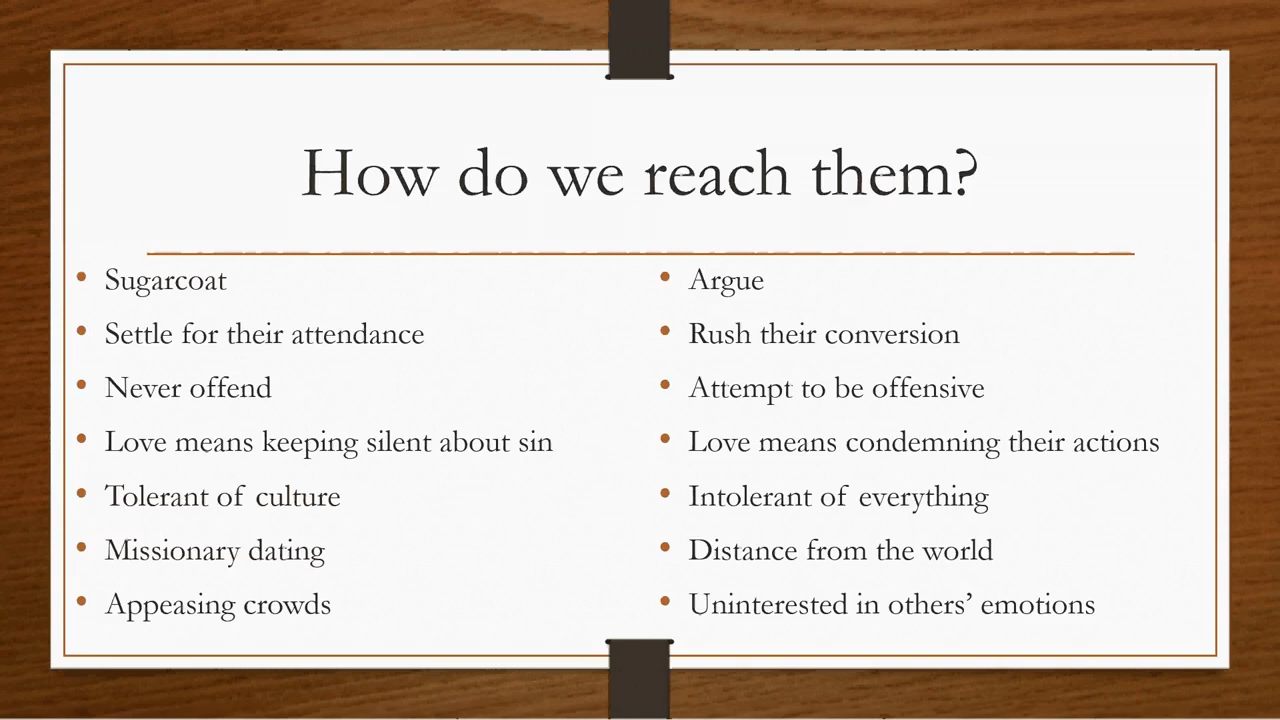 How do we reach them?
• Sugarcoat
• Settle for their attendance
• Never offend
• Love means keeping silent about sin
• Tolerant of culture
• Missionary dating
• Appeasing crowds
• Argue
• Rush their conversion
• Attempt to be offensive
• Love means condemning their actions
• Intolerant of everything
• Distance from the world
• Uninterested in others’ emotions